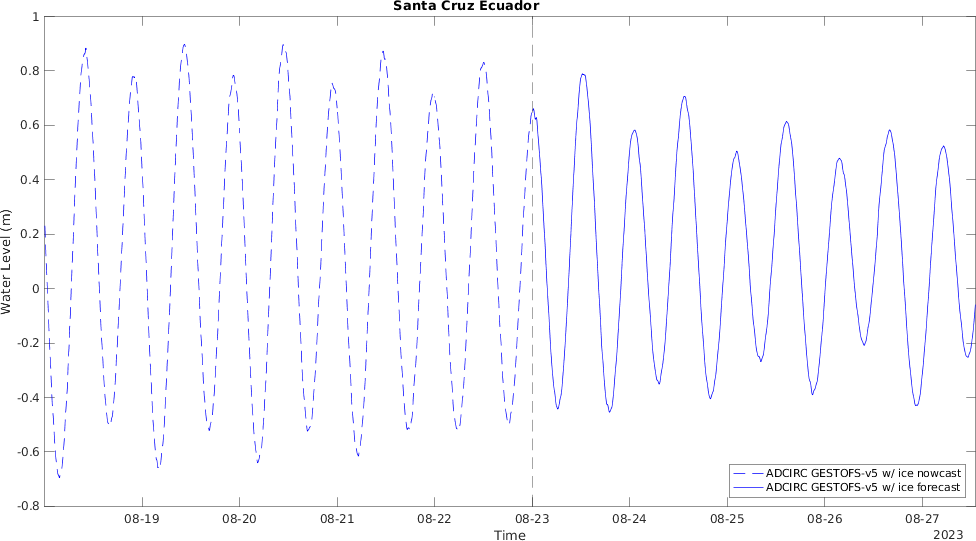 Santa Cruz Ecuador
Water Level (m)
1
0.8
0.6
0.4
0.2
0
-0.2
-0.4
-0.6
-0.8
ADCIRC GESTOFS-v5 w/ ice nowcast
ADCIRC GESTOFS-v5 w/ ice forecast
08-19 08-20 08-21 08-22 08-23 08-24 08-25 08-26 08-27
Time
2023